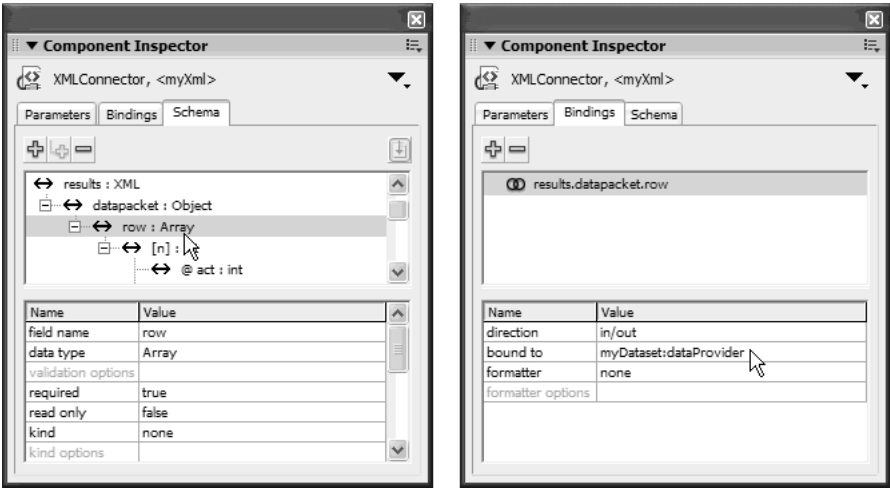 Component Inspector
XMLConnector, <myXml>
Parameters Bindings Schema
results : XML
datapacket : Object
row : Array
[n] :
@ act : int
Name Value
field name row
data type Array
validation options
required true
read only false
kind none
kind options
Component Inspector
XMLConnector, <myXml>
Parameters Bindings Schema
results.datapacket.row
Name Value
direction in/out
bound to myDataset:dataProvider
formatter none
formatter options